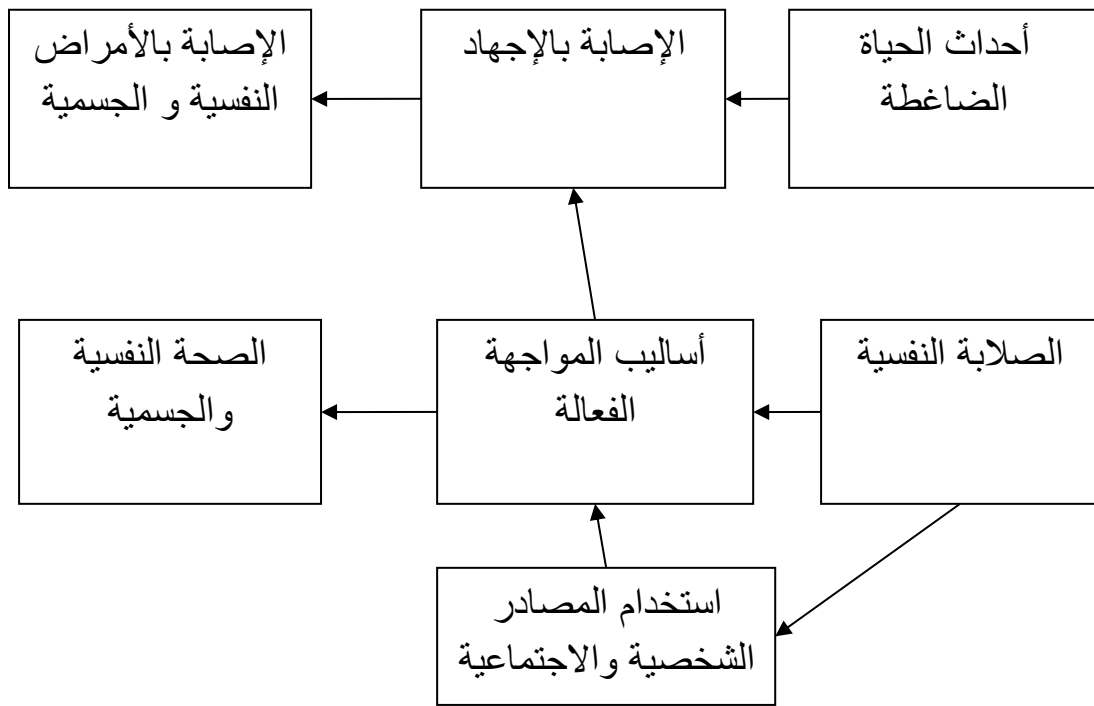 أحداث الحياة
الضاغطة
الإصابة بالإجهاد
الإصابة بالأمراض
النفسية و الجسمية
الصلابة النفسية
أساليب المواجهة
الفعالة
الصحة النفسية
والجسمية
استخدام المصادر
الشخصية والاجتماعية